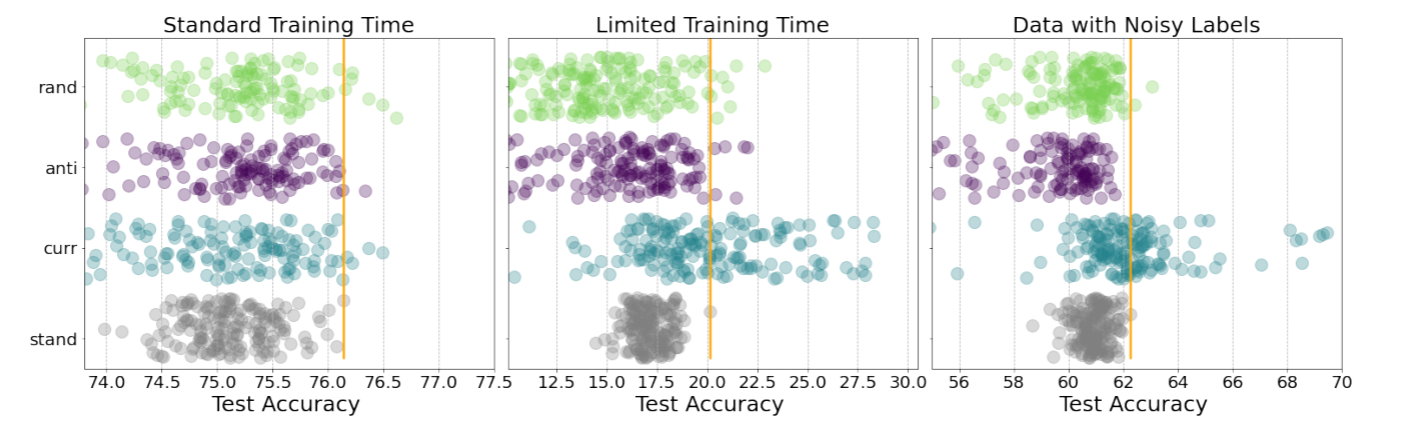 Standard Training Time
Limited Training Time
Data with Noisy Labels
rand
anti
curr
stand
74.0 74.5 75.0 75.5 76.0 76.5 77.0 77.5
12.5 15.0 17.5 20.0 22.5 25.0 27.5 30.0
56 58 60 62 64 66 68 70
Test Accuracy
Test Accuracy
Test Accuracy